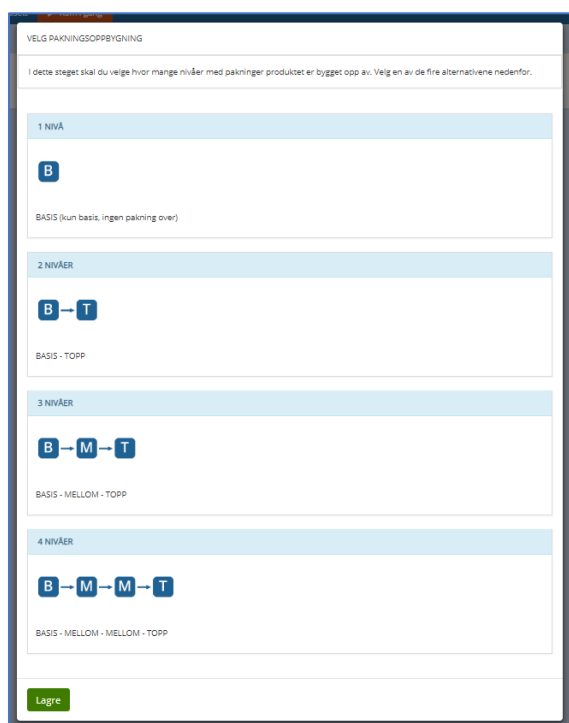 VELG PAKNINGSOPPBYGNING
I dette steget skal du velge hvor mange nivåer med pakninger produktet er bygget opp av. Velg en av de fire alternativene nedenfor.
1 NIVÅ
B
BASIS (kun basis, ingen pakning over)
2 NIVÅER
B T
BASIS - TOPP
3 NIVÅER
B M T
BASIS - MELLOM - TOPP
4 NIVÅER
B M M T
BASIS - MELLOM - MELLOM - TOPP
Lagre